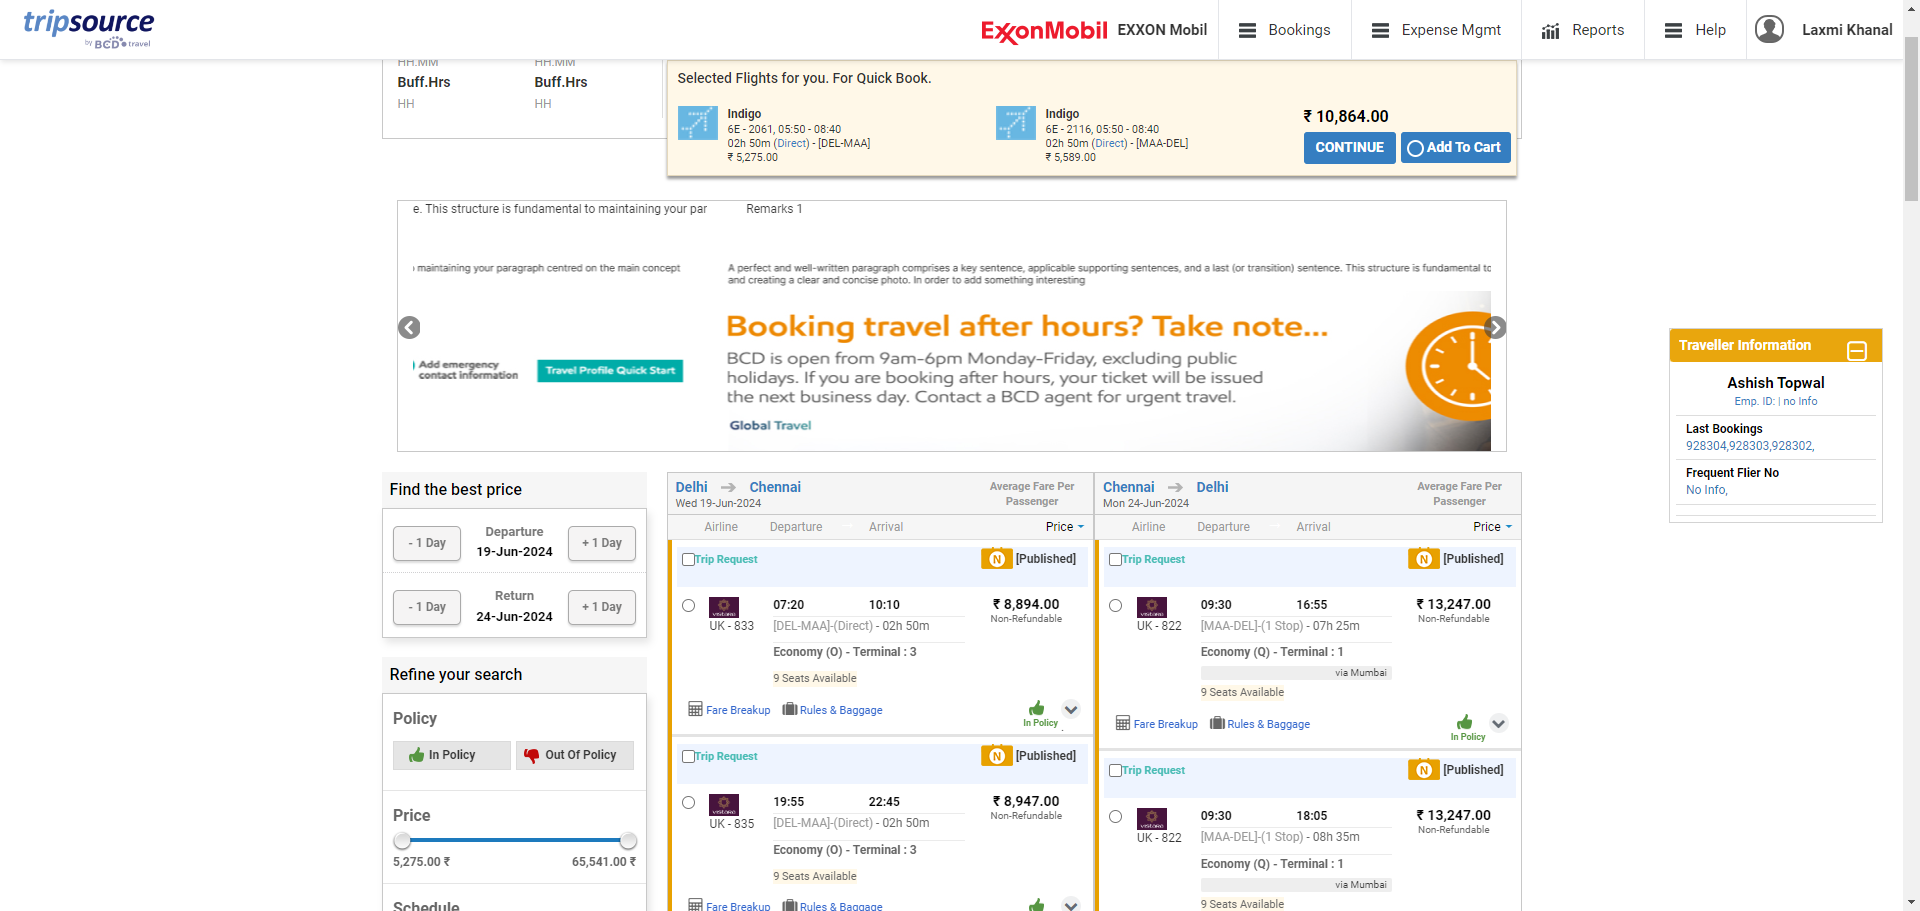 tripsource
by BCD travel
ExxonMobil EXXON Mobil
Bookings
Expense Mgmt
Reports
Help
Laxmi Khanal
HH.MM HH.MM
Buff.Hrs Buff.Hrs
HH HH
Selected Flights for you. For Quick Book.
Indigo
6E - 2061, 05:50 - 08:40
02h 50m (Direct) - [DEL-MAA]
₹ 5,275.00
Indigo
6E - 2116, 05:50 - 08:40
02h 50m (Direct) - [MAA-DEL]
₹ 5,589.00
₹ 10,864.00
CONTINUE
Add To Cart
e. This structure is fundamental to maintaining your par
Remarks 1
maintaining your paragraph centred on the main concept
A perfect and well-written paragraph comprises a key sentence, applicable supporting sentences, and a last (or transition) sentence. This structure is fundamental to
and creating a clear and concise photo. In order to add something interesting
Booking travel after hours? Take note...
BCD is open from 9am-6pm Monday-Friday, excluding public
holidays. If you are booking after hours, your ticket will be issued
the next business day. Contact a BCD agent for urgent travel.
Global Travel
Add emergency
contact information
Travel Profile Quick Start
Traveller Information
Ashish Topwal
Emp. ID: | no Info
Last Bookings
928304,928303,928302,
Frequent Flier No
No Info,
Find the best price
- 1 Day
Departure
19-Jun-2024
+ 1 Day
- 1 Day
Return
24-Jun-2024
+ 1 Day
Refine your search
Policy
In Policy
Out Of Policy
Price
5,275.00 ₹ 65,541.00 ₹
Schedule
Delhi Chennai
Wed 19-Jun-2024
Average Fare Per
Passenger
Airline Departure Arrival Price
Trip Request
N [Published]
vistara
UK - 833
07:20 10:10
[DEL-MAA]-(Direct) - 02h 50m
Economy (O) - Terminal : 3
9 Seats Available
₹ 8,894.00
Non-Refundable
Fare Breakup Rules & Baggage
In Policy
Trip Request
N [Published]
vistara
UK - 835
19:55 22:45
[DEL-MAA]-(Direct) - 02h 50m
Economy (O) - Terminal : 3
9 Seats Available
₹ 8,947.00
Non-Refundable
Fare Breakup Rules & Baggage
Chennai Delhi
Mon 24-Jun-2024
Average Fare Per
Passenger
Airline Departure Arrival Price
Trip Request
N [Published]
vistara
UK - 822
09:30 16:55
[MAA-DEL]-(1 Stop) - 07h 25m
Economy (Q) - Terminal : 1
via Mumbai
9 Seats Available
₹ 13,247.00
Non-Refundable
Fare Breakup Rules & Baggage
In Policy
Trip Request
N [Published]
vistara
UK - 822
09:30 18:05
[MAA-DEL]-(1 Stop) - 08h 35m
Economy (Q) - Terminal : 1
via Mumbai
9 Seats Available
₹ 13,247.00
Non-Refundable